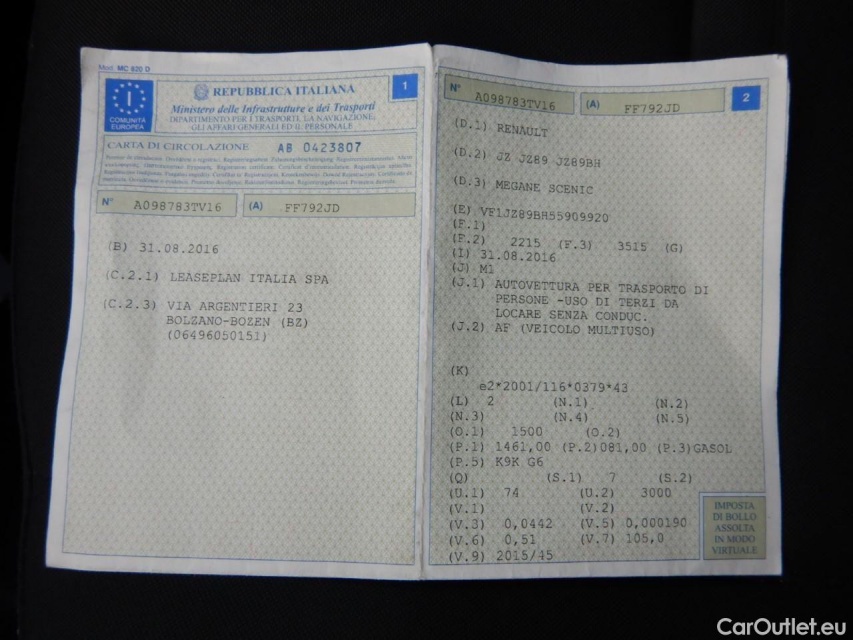 Mod. MC 820 D
REPUBBLICA ITALIANA
1
Ministero delle Infrastrutture e dei Trasporti
DIPARTIMENTO PER I TRASPORTI, LA NAVIGAZIONE,
GLI AFFARI GENERALI ED IL PERSONALE
I
COMUNITÀ
EUROPEA
CARTA DI CIRCOLAZIONE AB 0423807
N° A098783TV16 (A) FF792JD
(B) 31.08.2016
(C.2.1) LEASEPLAN ITALIA SPA
(C.2.3) VIA ARGENTIERI 23
BOLZANO-BOZEN (BZ)
(06496050151)
N° A098783TV16 (A) FF792JD 2
(D.1) RENAULT
(D.2) JZ JZ89 JZ89BH
(D.3) MEGANE SCENIC
(E) VF1JZ89BH55909920
(F.1)
(F.2) 2215 (F.3) 3515 (G)
(I) 31.08.2016
(J) M1
(J.1) AUTOVETTURA PER TRASPORTO DI
PERSONE -USO DI TERZI DA
LOCARE SENZA CONDUC.
(J.2) AF (VEICOLO MULTIUSO)
(K)
e2*2001/116*0379*43
(L) 2 (N.1) (N.2)
(N.3) (N.4) (N.5)
(O.1) 1500 (O.2)
(P.1) 1461,00 (P.2)081,00 (P.3)GASOL
(P.5) K9K G6
(Q) (S.1) 7 (S.2)
(U.1) 74 (U.2) 3000
(V.1) (V.2)
(V.3) 0,0442 (V.5) 0,000190
(V.6) 0,51 (V.7) 105,0
(V.9) 2015/45
IMPOSTA
DI BOLLO
ASSOLTA
IN MODO
VIRTUALE
CarOutlet.eu